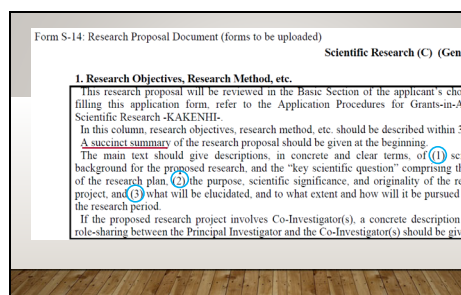 Form S-14: Research Proposal Document (forms to be uploaded)
Scientific Research (C) (Gen
1. Research Objectives, Research Method, etc.
This research proposal will be reviewed in the Basic Section of the applicant's cho
filling this application form, refer to the Application Procedures for Grants-in-A
Scientific Research -KAKENHI-.
In this column, research objectives, research method, etc. should be described within 3
A succinct summary of the research proposal should be given at the beginning.
The main text should give descriptions, in concrete and clear terms, of (1) sci
background for the proposed research, and the “key scientific question” comprising th
of the research plan, (2) the purpose, scientific significance, and originality of the re
project, and (3) what will be elucidated, and to what extent and how will it be pursued
the research period.
If the proposed research project involves Co-Investigator(s), a concrete description
role-sharing between the Principal Investigator and the Co-Investigator(s) should be giv